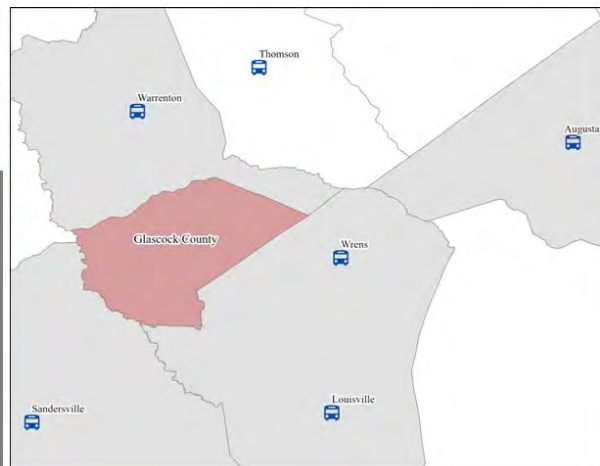 Thomson
Warrenton
Augusta
Glascock County
Wrens
Louisville
Sandersville